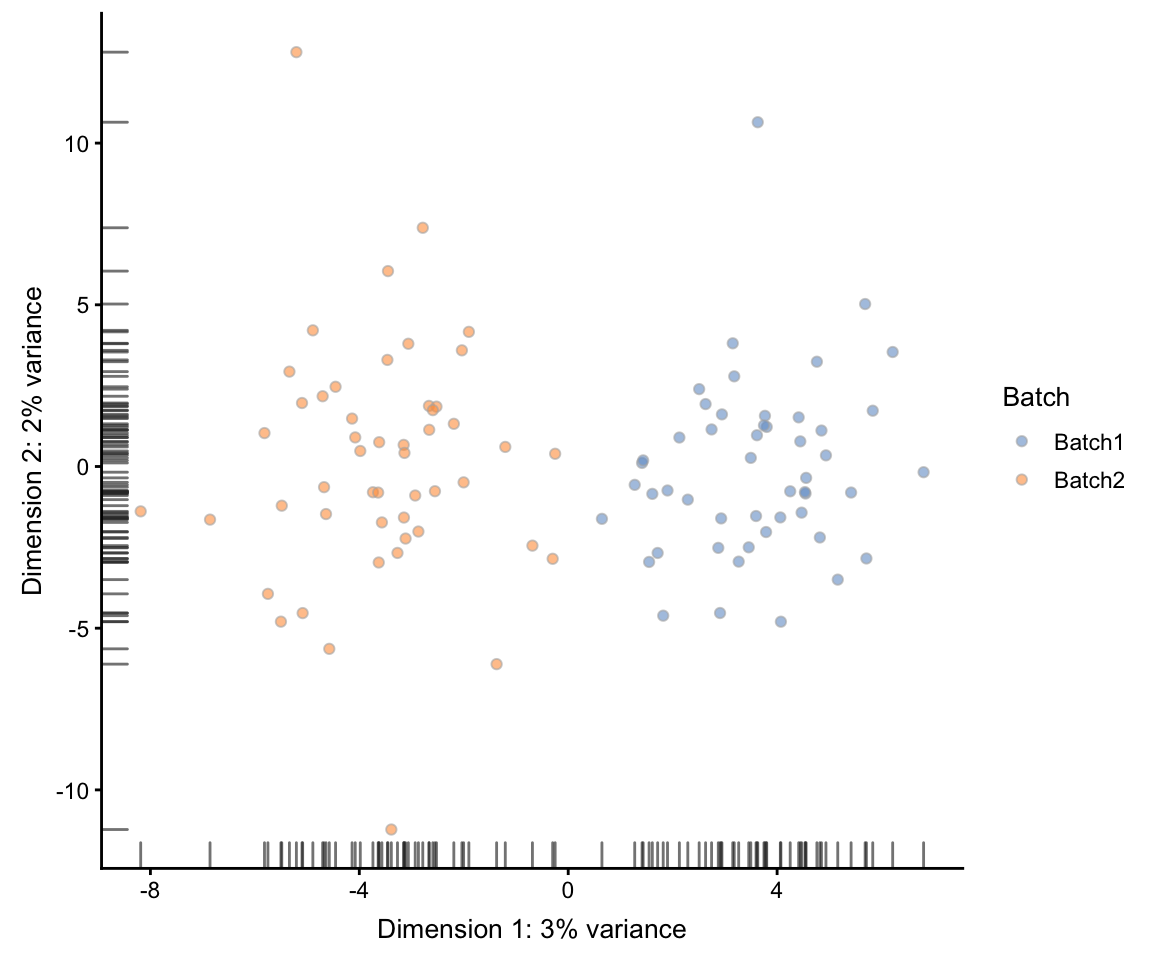 10
5
0
-5
-10
Dimension 2: 2% variance
-8
-4
0
4
Dimension 1: 3% variance
Batch
Batch1
Batch2